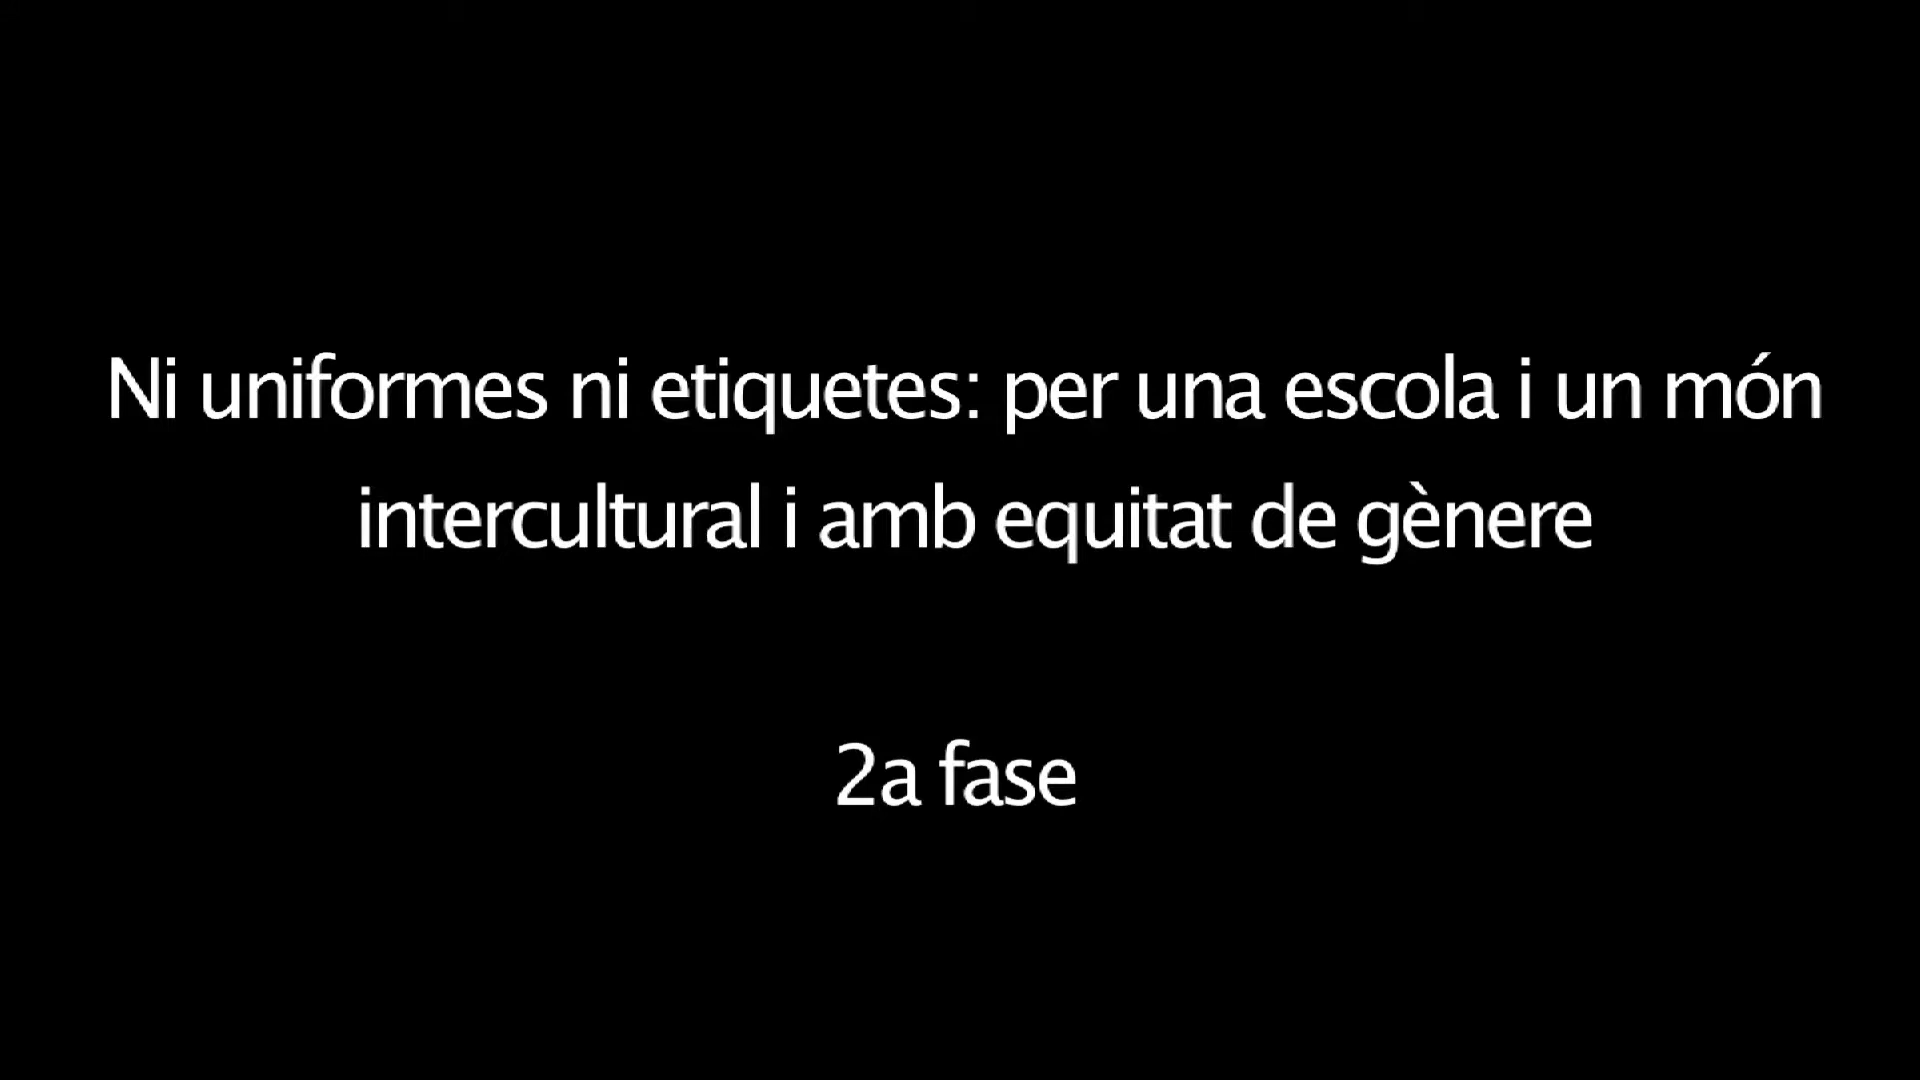 Ni uniformes ni etiquetes: per una escola i un món
intercultural i amb equitat de gènere
2a fase